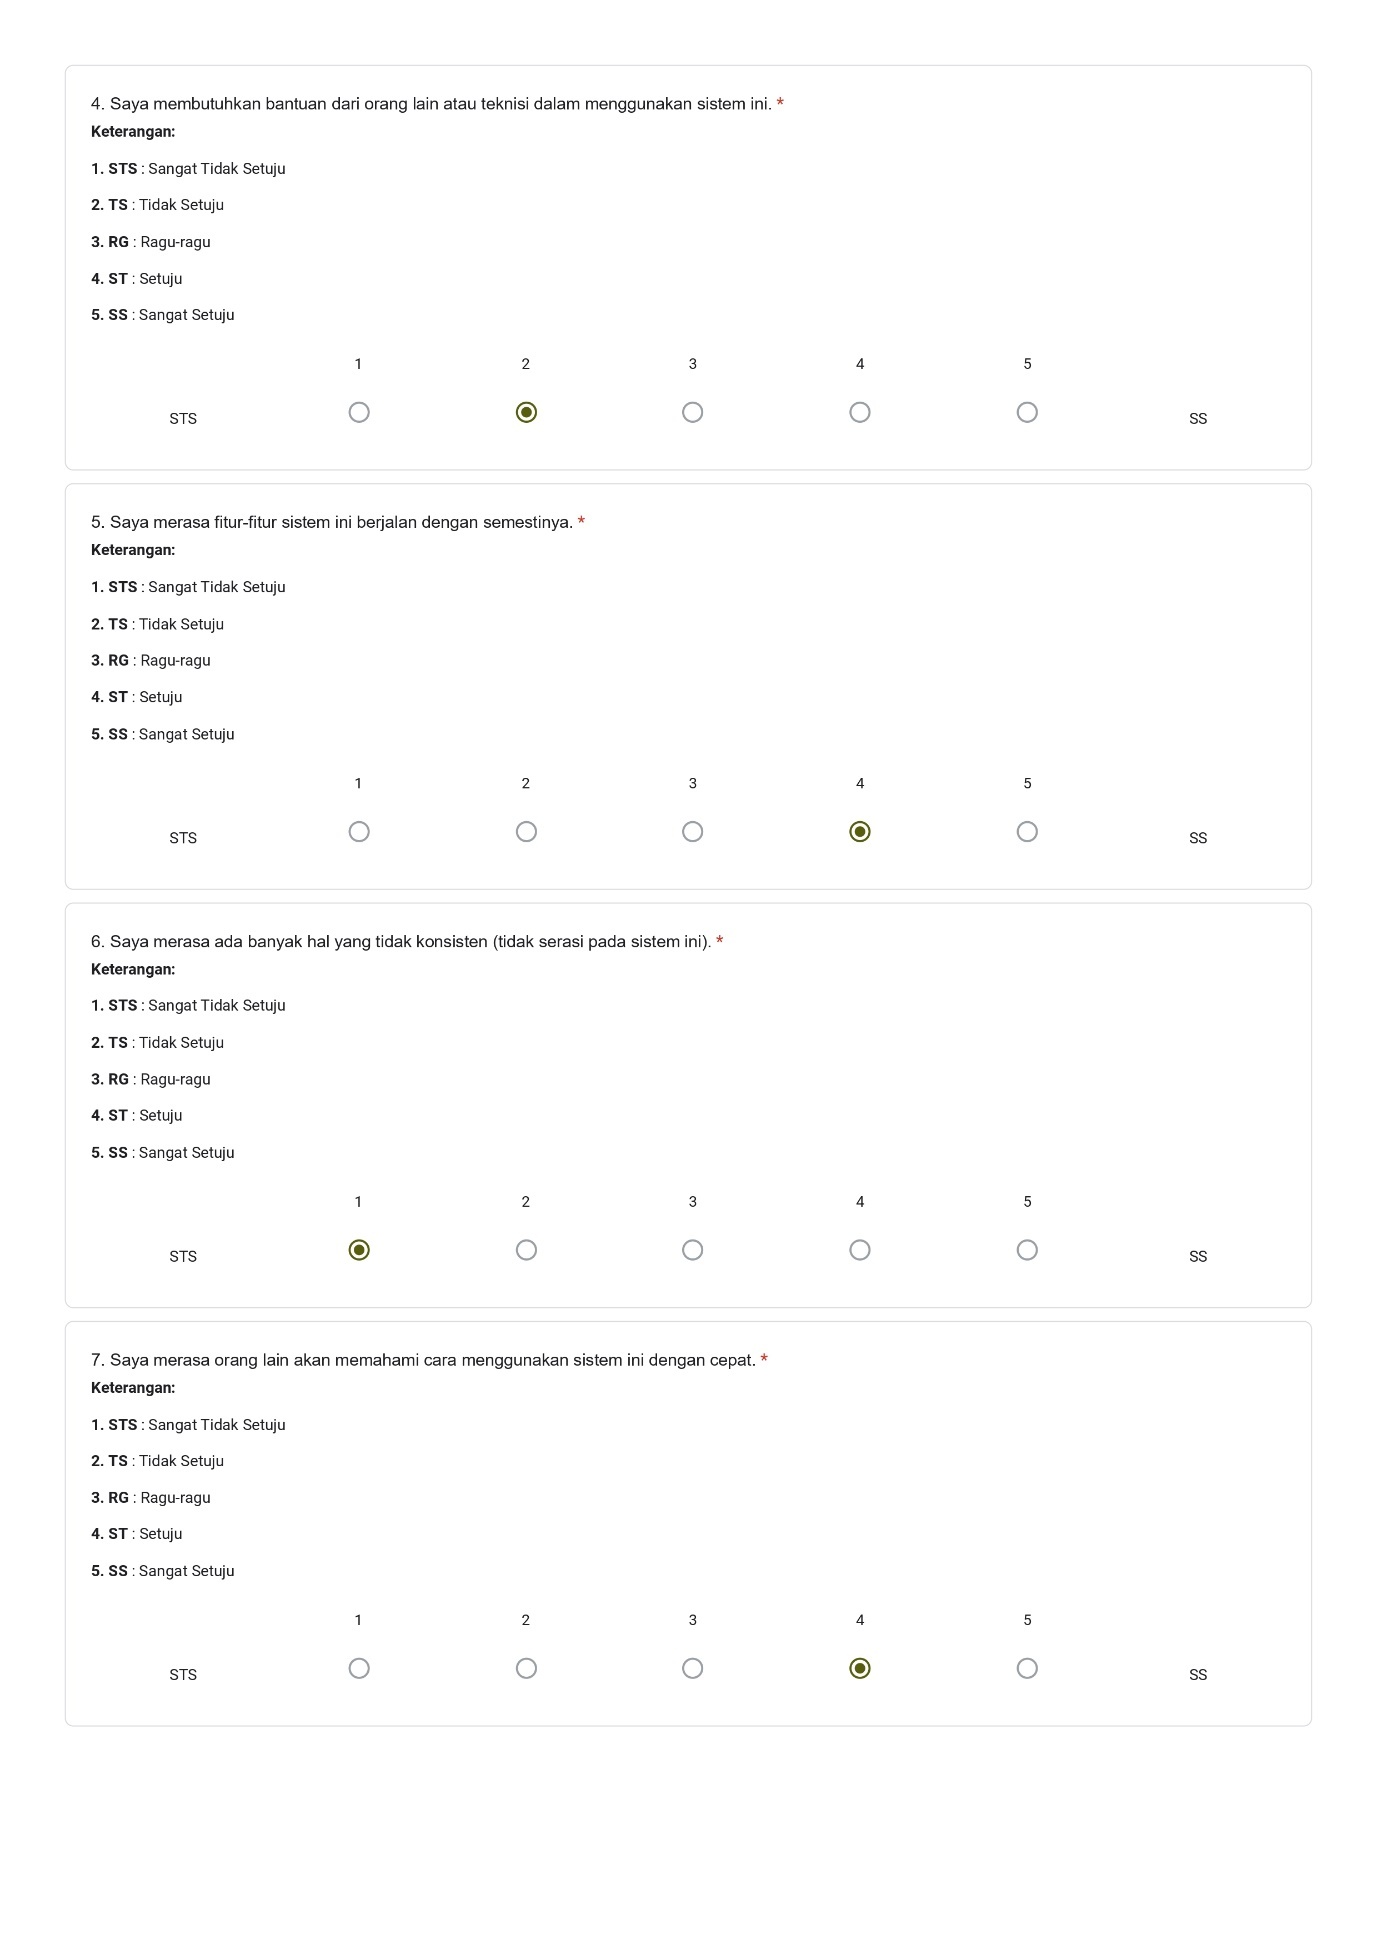 4. Saya membutuhkan bantuan dari orang lain atau teknisi dalam menggunakan sistem ini. *
Keterangan:
1. STS : Sangat Tidak Setuju
2. TS : Tidak Setuju
3. RG : Ragu-ragu
4. ST : Setuju
5. SS : Sangat Setuju
1 2 3 4 5
STS SS
5. Saya merasa fitur-fitur sistem ini berjalan dengan semestinya. *
Keterangan:
1. STS : Sangat Tidak Setuju
2. TS : Tidak Setuju
3. RG : Ragu-ragu
4. ST : Setuju
5. SS : Sangat Setuju
1 2 3 4 5
STS SS
6. Saya merasa ada banyak hal yang tidak konsisten (tidak serasi pada sistem ini). *
Keterangan:
1. STS : Sangat Tidak Setuju
2. TS : Tidak Setuju
3. RG : Ragu-ragu
4. ST : Setuju
5. SS : Sangat Setuju
1 2 3 4 5
STS SS
7. Saya merasa orang lain akan memahami cara menggunakan sistem ini dengan cepat. *
Keterangan:
1. STS : Sangat Tidak Setuju
2. TS : Tidak Setuju
3. RG : Ragu-ragu
4. ST : Setuju
5. SS : Sangat Setuju
1 2 3 4 5
STS SS